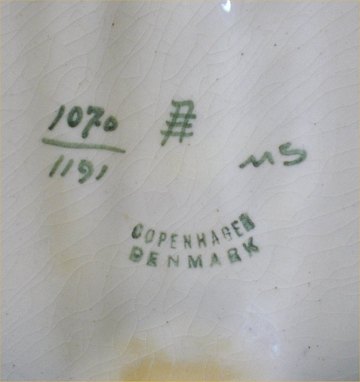 1070
1191
MS
COPENHAGEN
DENMARK